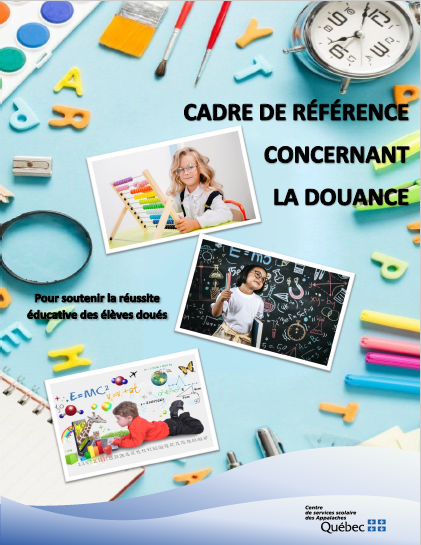 CADRE DE RÉFÉRENCE
CONCERNANT
LA DOUANCE
Pour soutenir la réussite
éducative des élèves doués
E=MC²
Centre
de services scolaire
des Appalaches
Québec